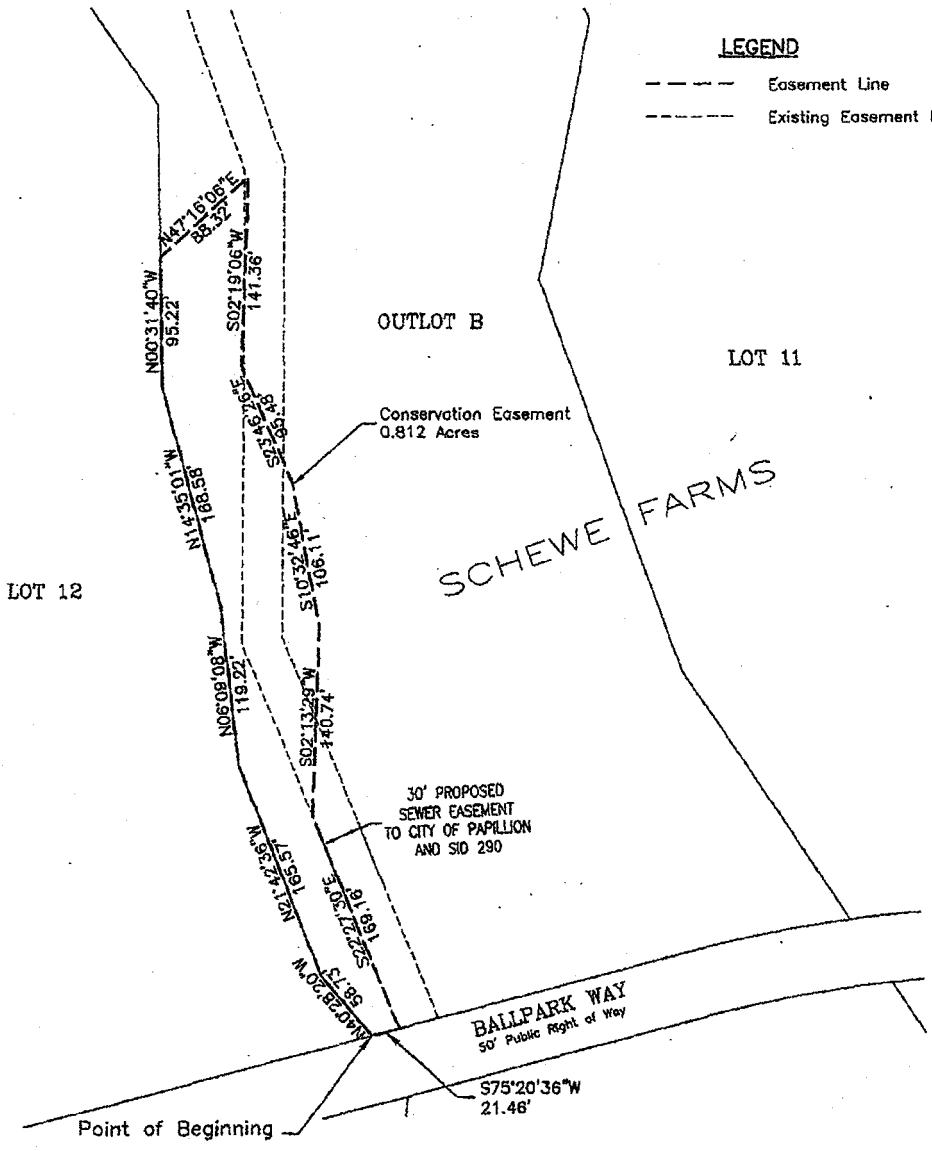 LEGEND
Easement Line
Existing Easement
N47°16'06"E
88.32'
S02°19'06"W
141.36'
N00°31'40"W
95.22'
OUTLOT B
LOT 11
S23°46'26"E
95.48'
Conservation Easement
0.812 Acres
N14°35'01"W
168.58'
S10°32'46"E
106.11'
SCHEWE FARMS
LOT 12
N06°09'08"W
119.22'
S02°13'29"W
140.74'
30' PROPOSED
SEWER EASEMENT
TO CITY OF PAPILLION
AND SID 290
N21°42'36"W
165.57'
S22°27'30"E
169.16'
N40°28'20"W
58.73'
BALLPARK WAY
50' Public Right of Way
S75°20'36"W
21.46'
Point of Beginning